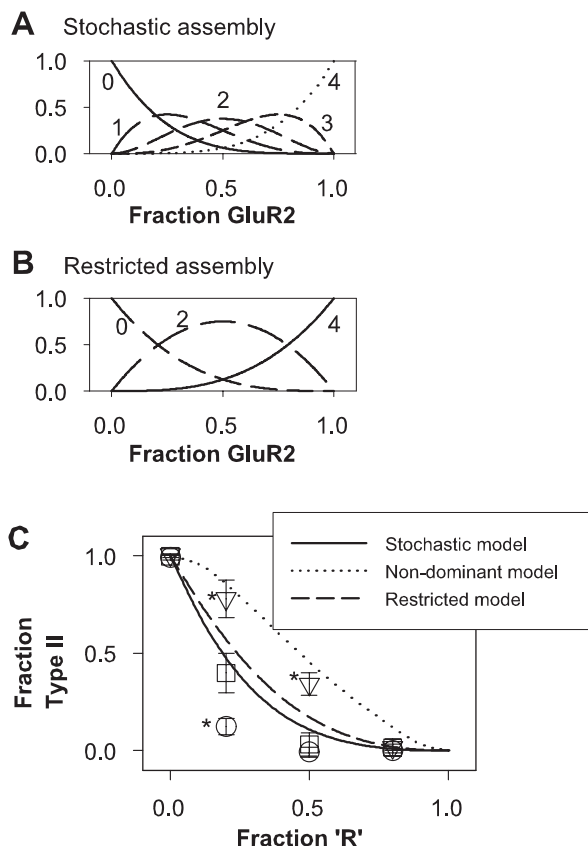 A Stochastic assembly
1.0
0 4
0.5
1 2 3
0.0
0.0 0.5 1.0
Fraction GluR2
B Restricted assembly
1.0
0 2 4
0.5
0.0
0.0 0.5 1.0
Fraction GluR2
C
Stochastic model
Non-dominant model
Restricted model
1.0
*
*
0.5
*
0.0
Fraction
Type II
0.0 0.5 1.0
Fraction 'R'